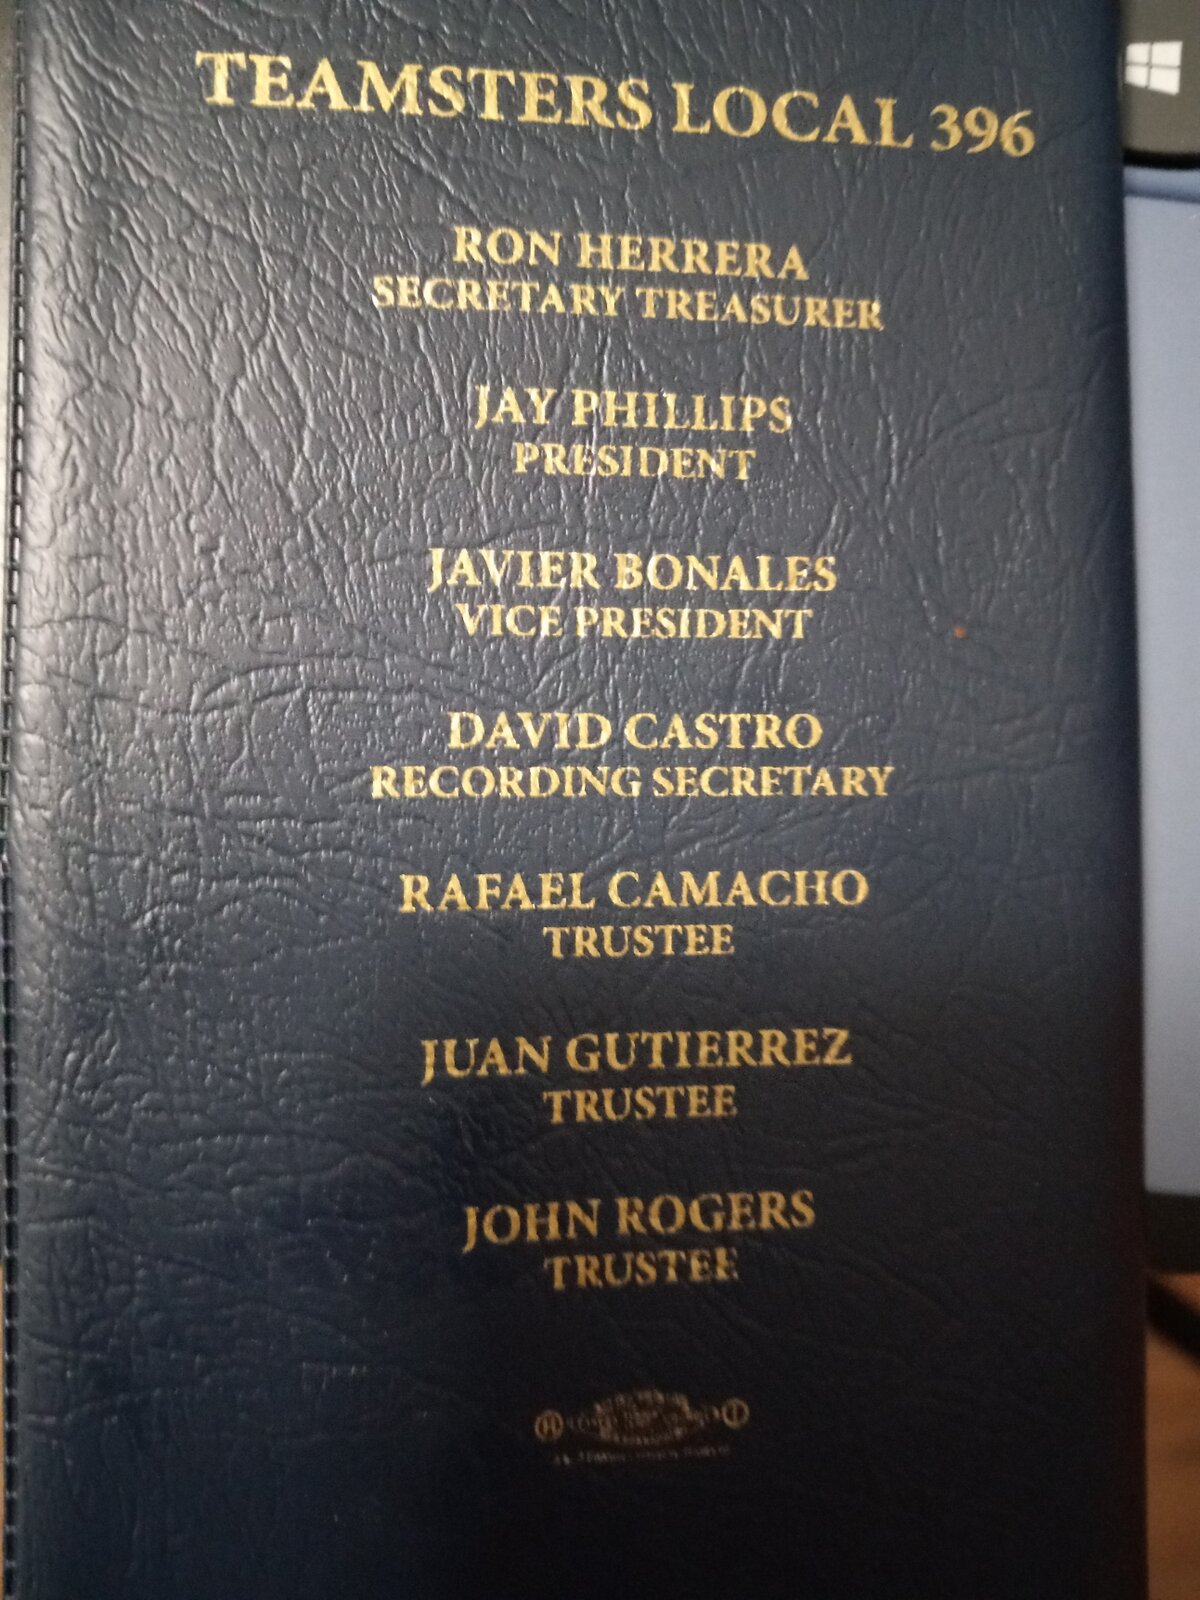 TEAMSTERS LOCAL 396
RON HERRERA
SECRETARY TREASURER
JAY PHILLIPS
PRESIDENT
JAVIER BONALES
VICE PRESIDENT
DAVID CASTRO
RECORDING SECRETARY
RAFAEL CAMACHO
TRUSTEE
JUAN GUTIERREZ
TRUSTEE
JOHN ROGERS
TRUSTEE